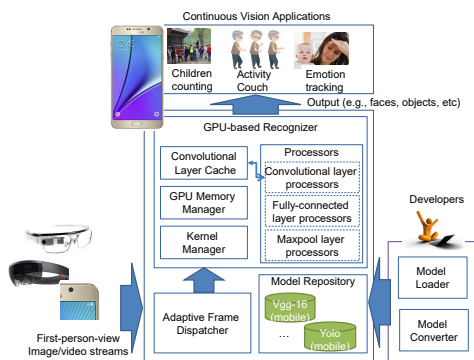 Continuous Vision Applications
Children
counting
Activity
Couch
Emotion
tracking
Output (e.g., faces, objects, etc)
GPU-based Recognizer
Convolutional
Layer Cache
GPU Memory
Manager
Kernel
Manager
Processors
Convolutional layer
processors
Fully-connected
layer processors
Maxpool layer
processors
Developers
Model
Loader
Model
Converter
First-person-view
Image/video streams
Adaptive Frame
Dispatcher
Model Repository
Vgg-16
(mobile)
...
Yolo
(mobile)